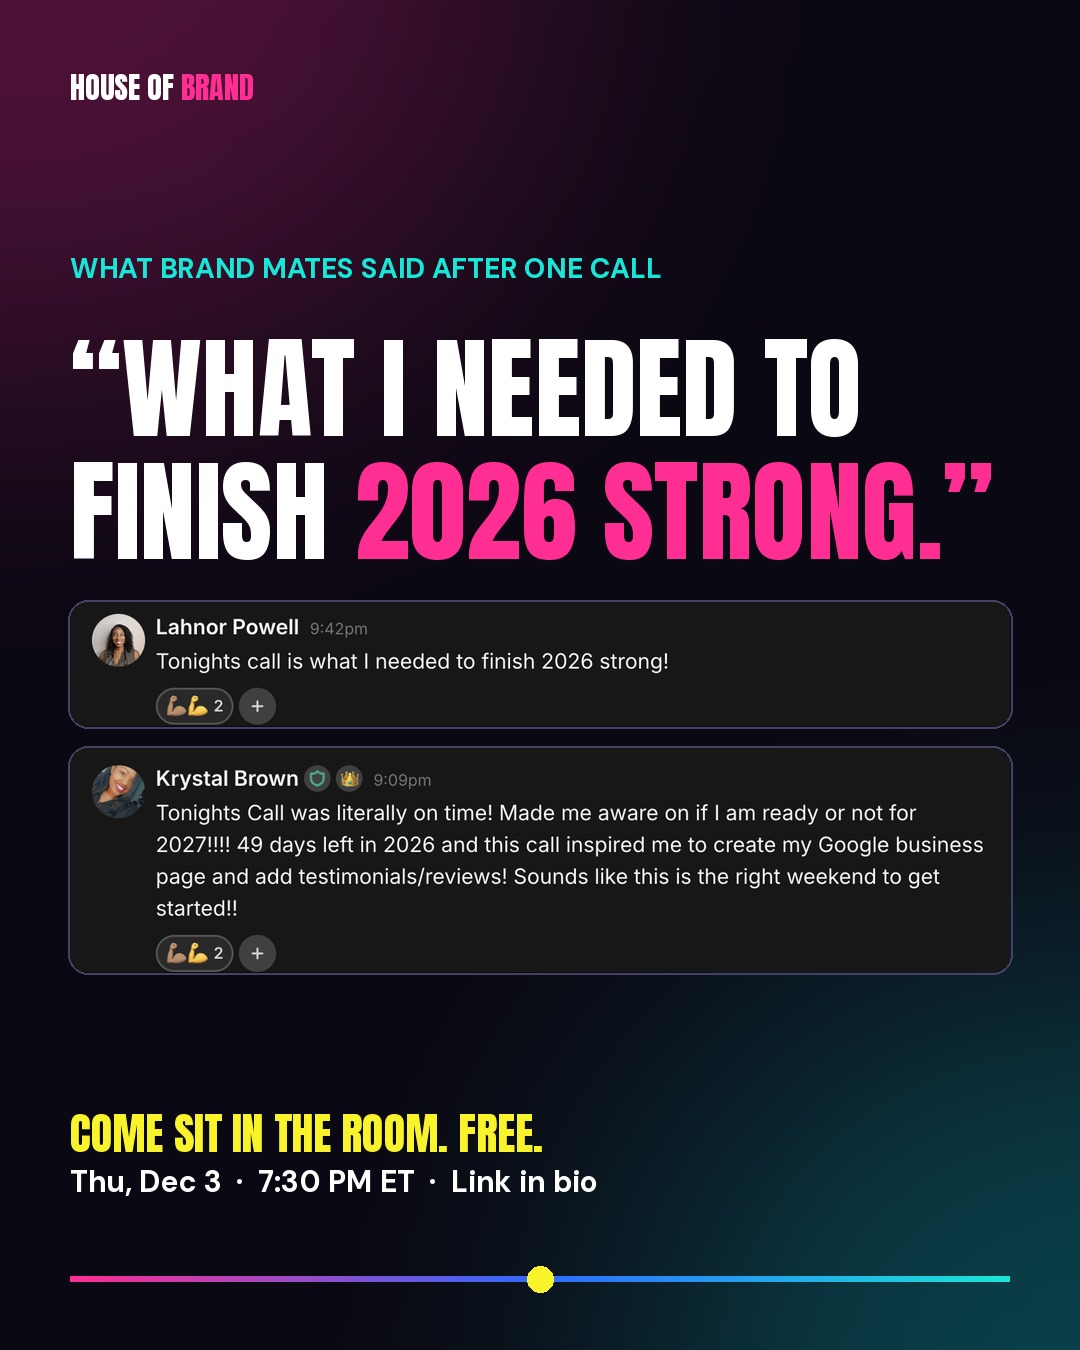 HOUSE OF BRAND
WHAT BRAND MATES SAID AFTER ONE CALL
“WHAT I NEEDED TO
FINISH 2026 STRONG.”
Lahnor Powell 9:42pm
Tonights call is what I needed to finish 2026 strong!
2 +
Krystal Brown 9:09pm
Tonights Call was literally on time! Made me aware on if I am ready or not for
2027!!!! 49 days left in 2026 and this call inspired me to create my Google business
page and add testimonials/reviews! Sounds like this is the right weekend to get
started!!
2 +
COME SIT IN THE ROOM. FREE.
Thu, Dec 3 · 7:30 PM ET · Link in bio